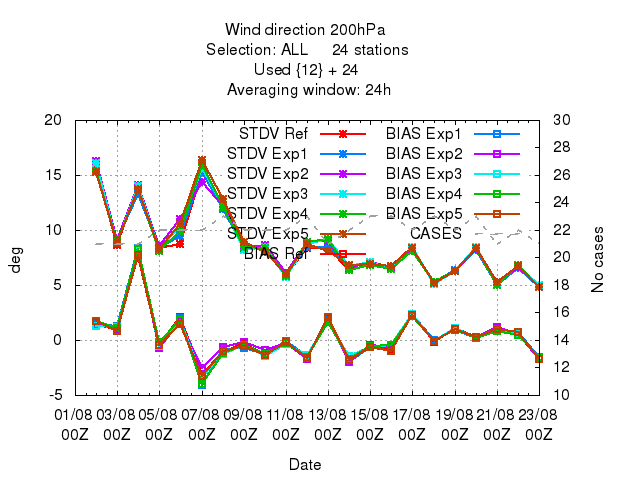 Wind direction 200hPa
Selection: ALL 24 stations
Used {12} + 24
Averaging window: 24h
20
15
10
5
0
-5
deg
30
28
26
24
22
20
18
16
14
12
10
No cases
STDV Ref
STDV Exp1
STDV Exp2
STDV Exp3
STDV Exp4
STDV Exp5
BIAS Ref
BIAS Exp1
BIAS Exp2
BIAS Exp3
BIAS Exp4
BIAS Exp5
CASES
01/08 03/08 05/08 07/08 09/08 11/08 13/08 15/08 17/08 19/08 21/08 23/08
00Z 00Z 00Z 00Z 00Z 00Z 00Z 00Z 00Z 00Z 00Z 00Z
Date